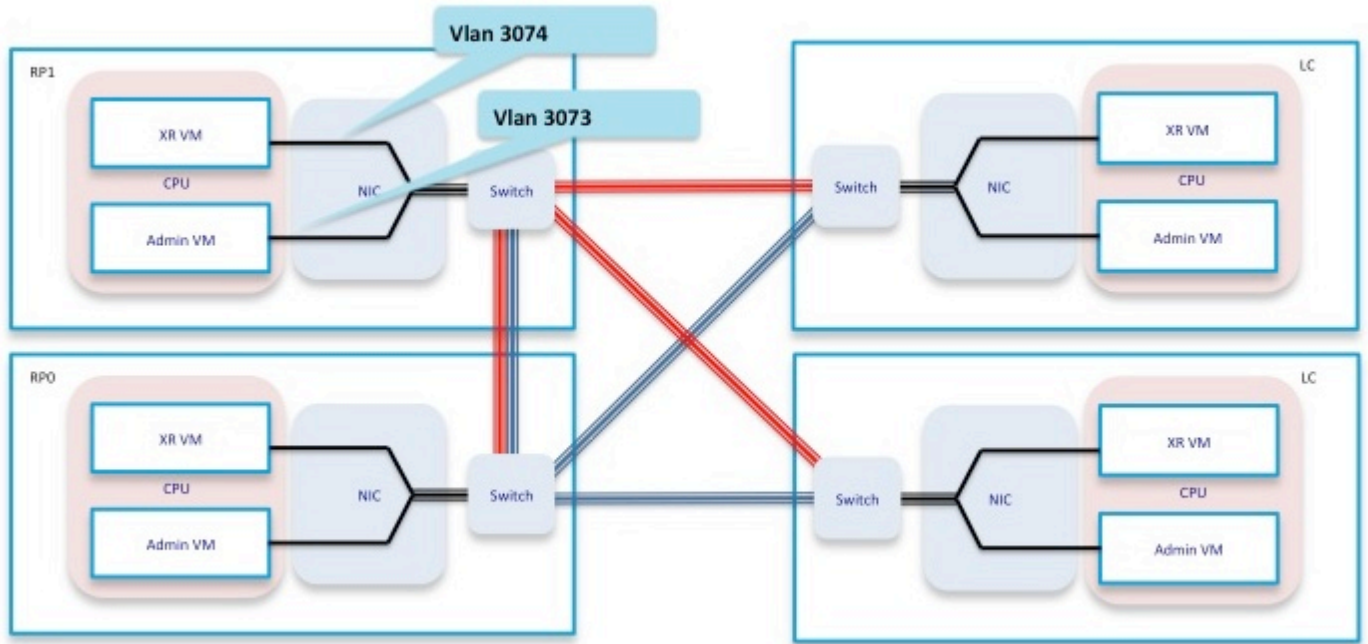 Vlan 3074
RP1
LC
Vlan 3073
XR VM
XR VM
CPU
CPU
NIC
Switch
Switch
NIC
Admin VM
Admin VM
RP0
LC
XR VM
XR VM
CPU
CPU
NIC
Switch
Switch
NIC
Admin VM
Admin VM